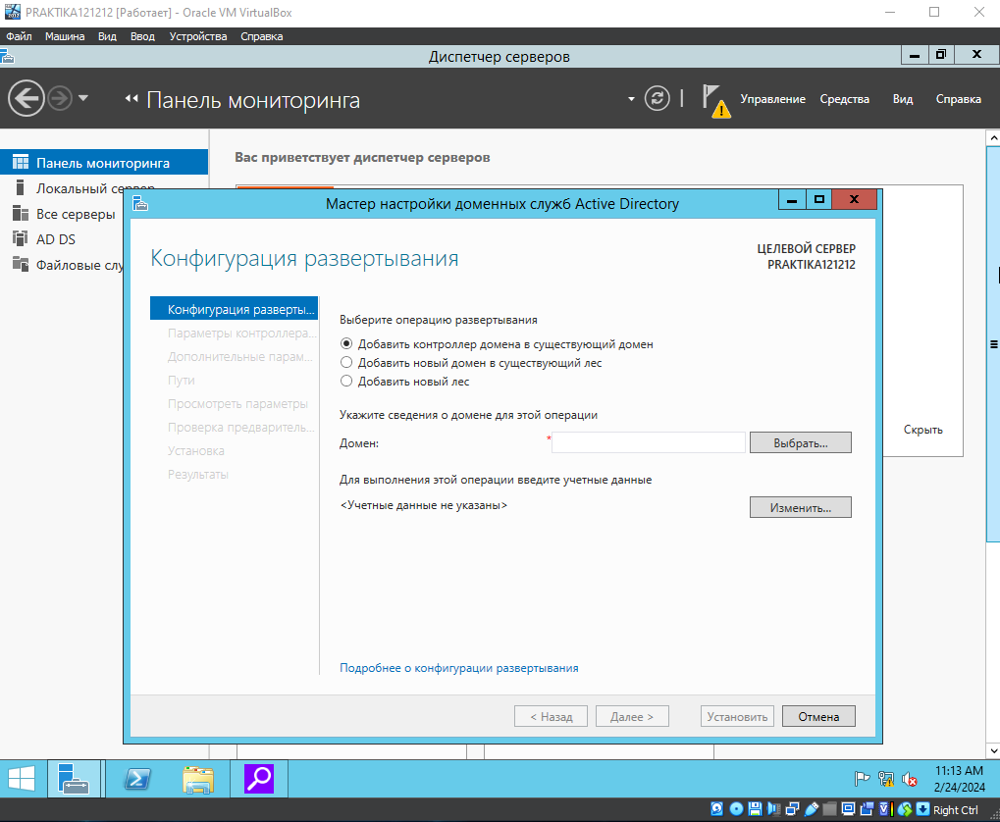 PRAKTIKA121212 [Работает] - Oracle VM VirtualBox
Файл Машина Вид Ввод Устройства Справка
Диспетчер серверов
Панель мониторинга
Управление Средства Вид Справка
Панель мониторинга
Локальный сервер
Все серверы
AD DS
Файловые слу
Вас приветствует диспетчер серверов
Скрыть
Мастер настройки доменных служб Active Directory
Конфигурация развертывания
ЦЕЛЕВОЙ СЕРВЕР
PRAKTIKA121212
Конфигурация разверты...
Параметры контроллера...
Дополнительные парам...
Пути
Просмотреть параметры
Проверка предваритель...
Установка
Результаты
Выберите операцию развертывания
Добавить контроллер домена в существующий домен
Добавить новый домен в существующий лес
Добавить новый лес
Укажите сведения о домене для этой операции
Домен: * Выбрать...
Для выполнения этой операции введите учетные данные
<Учетные данные не указаны> Изменить...
Подробнее о конфигурации развертывания
< Назад Далее > Установить Отмена
11:13 AM
2/24/2024
Right Ctrl